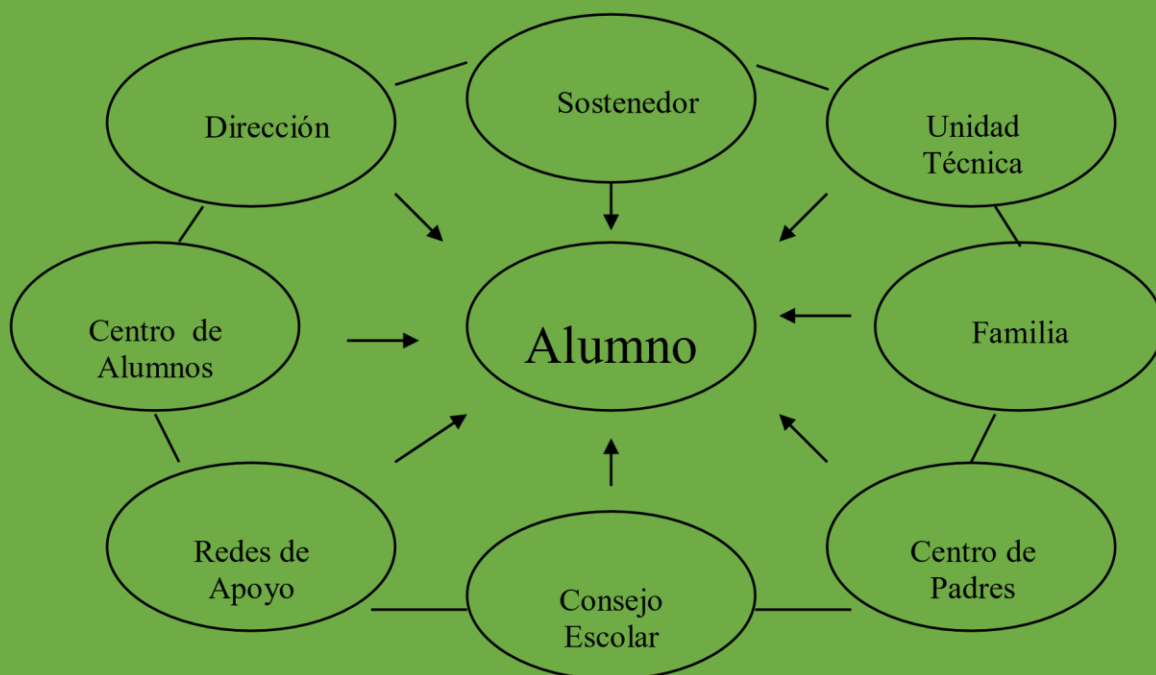 Dirección
Sostenedor
Unidad
Técnica
Centro de
Alumnos
Alumno
Familia
Redes de
Apoyo
Consejo
Escolar
Centro de
Padres